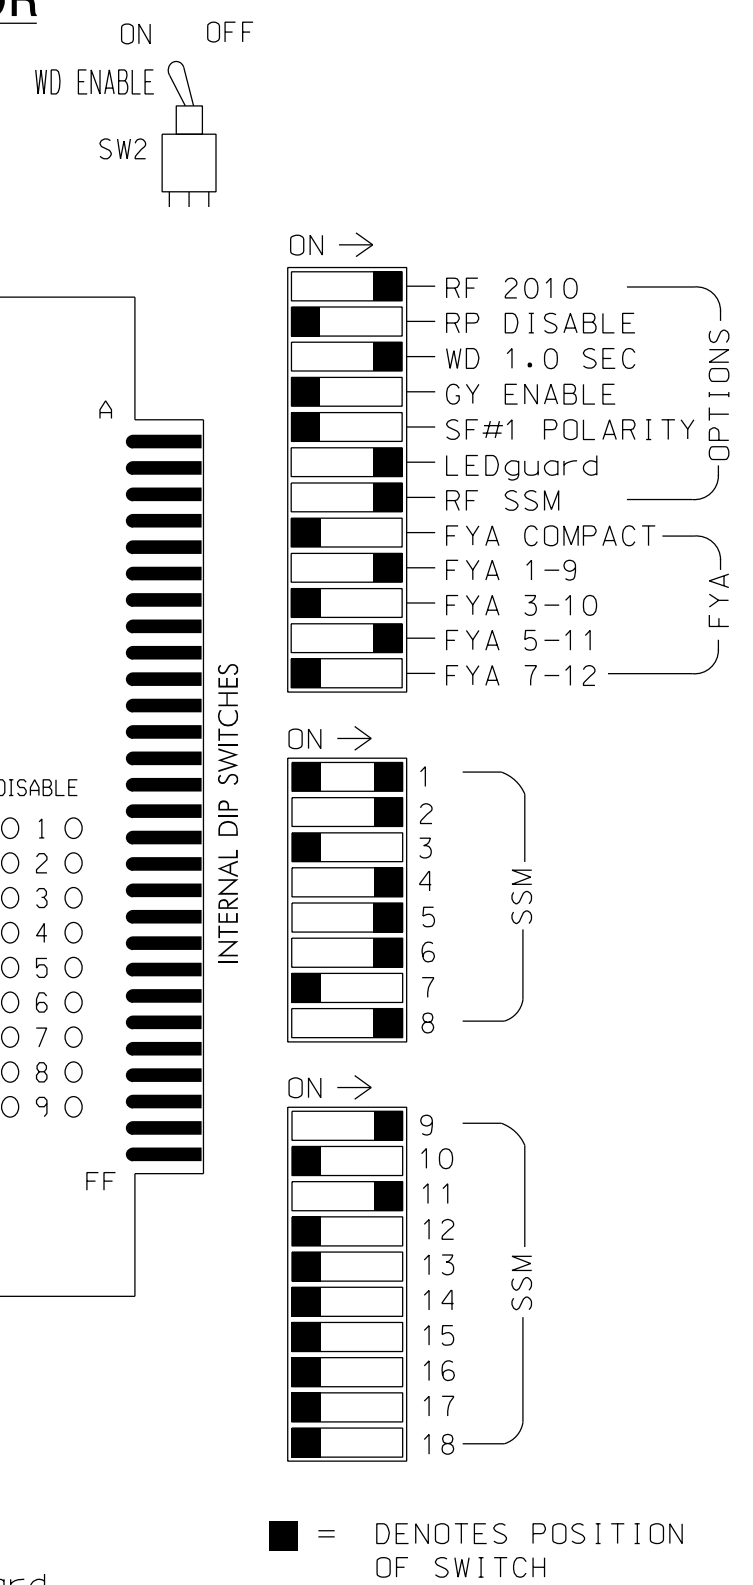 OR
ON OFF
WD ENABLE
SW2
ON
RF 2010
RP DISABLE
WD 1.0 SEC
GY ENABLE
SF#1 POLARITY
LEDguard
RF SSM
OPTIONS
FYA COMPACT
FYA 1-9
FYA 3-10
FYA 5-11
FYA 7-12
FYA
A
FF
INTERNAL DIP SWITCHES
DISABLE
1
2
3
4
5
6
7
8
9
ON
1
2
3
4
5
6
7
8
SSM
ON
9
10
11
12
13
14
15
16
17
18
SSM
= DENOTES POSITION
OF SWITCH